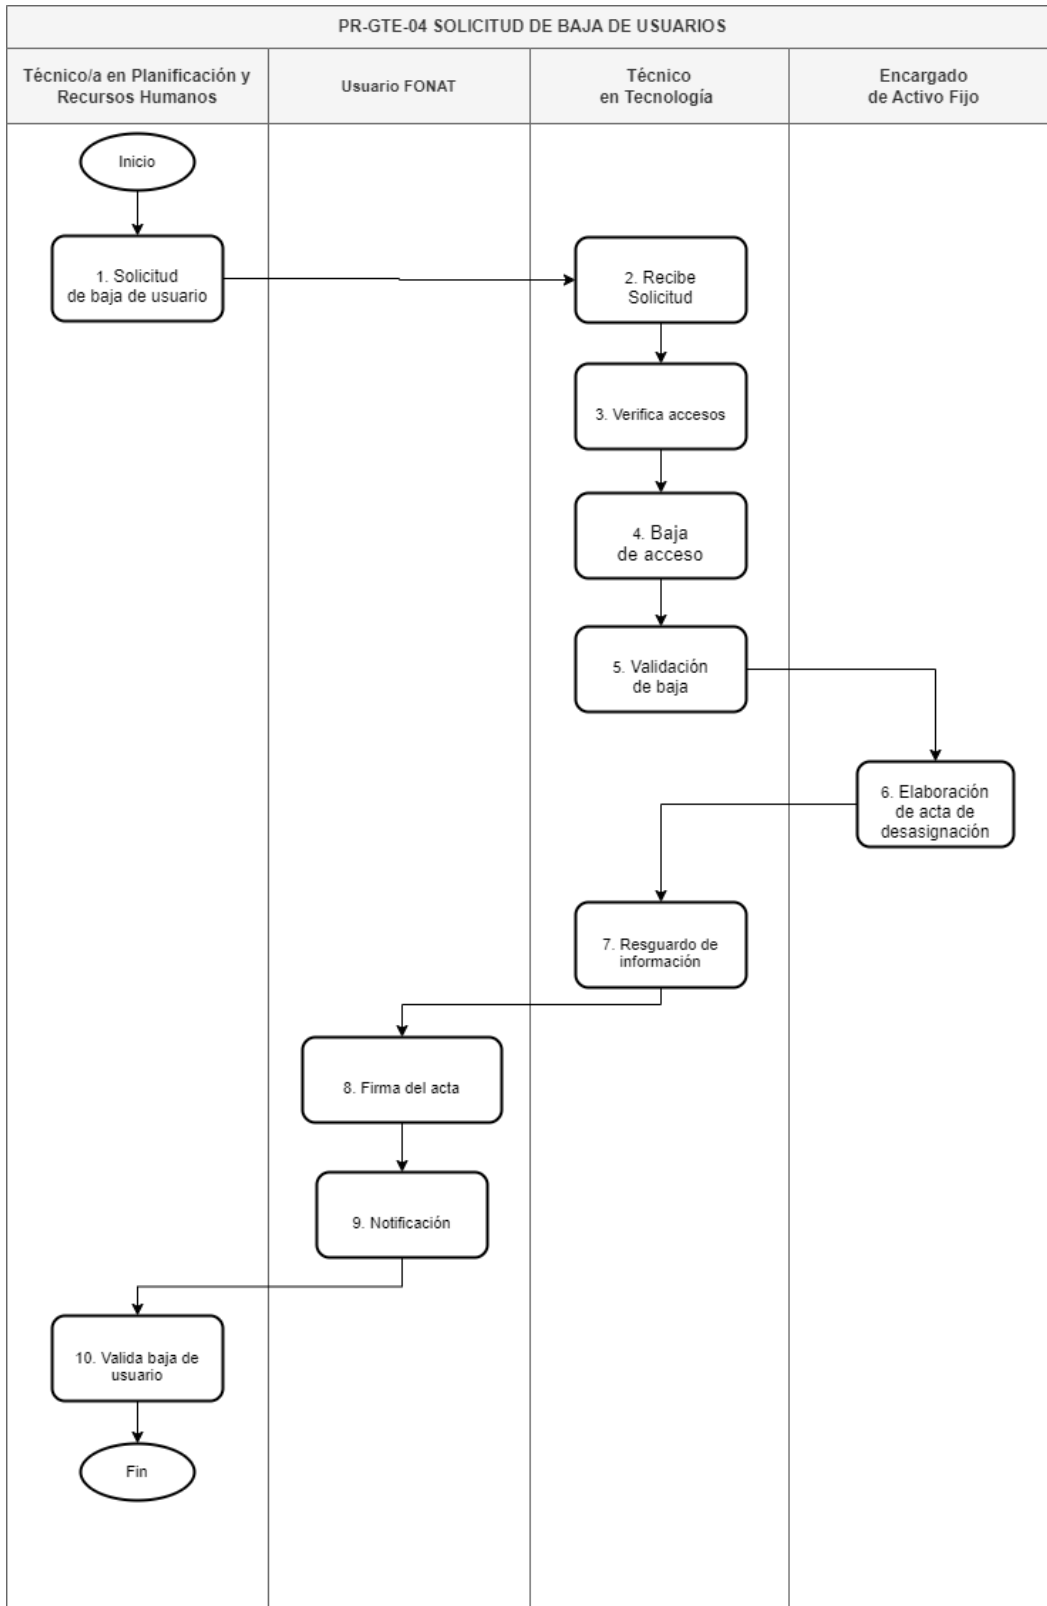 PR-GTE-04 SOLICITUD DE BAJA DE USUARIOS
Técnico/a en Planificación y
Recursos Humanos
Usuario FONAT
Técnico
en Tecnología
Encargado
de Activo Fijo
Inicio
1. Solicitud
de baja de usuario
2. Recibe
Solicitud
3. Verifica accesos
4. Baja
de acceso
5. Validación
de baja
6. Elaboración
de acta de
desasignación
7. Resguardo de
información
8. Firma del acta
9. Notificación
10. Valida baja de
usuario
Fin